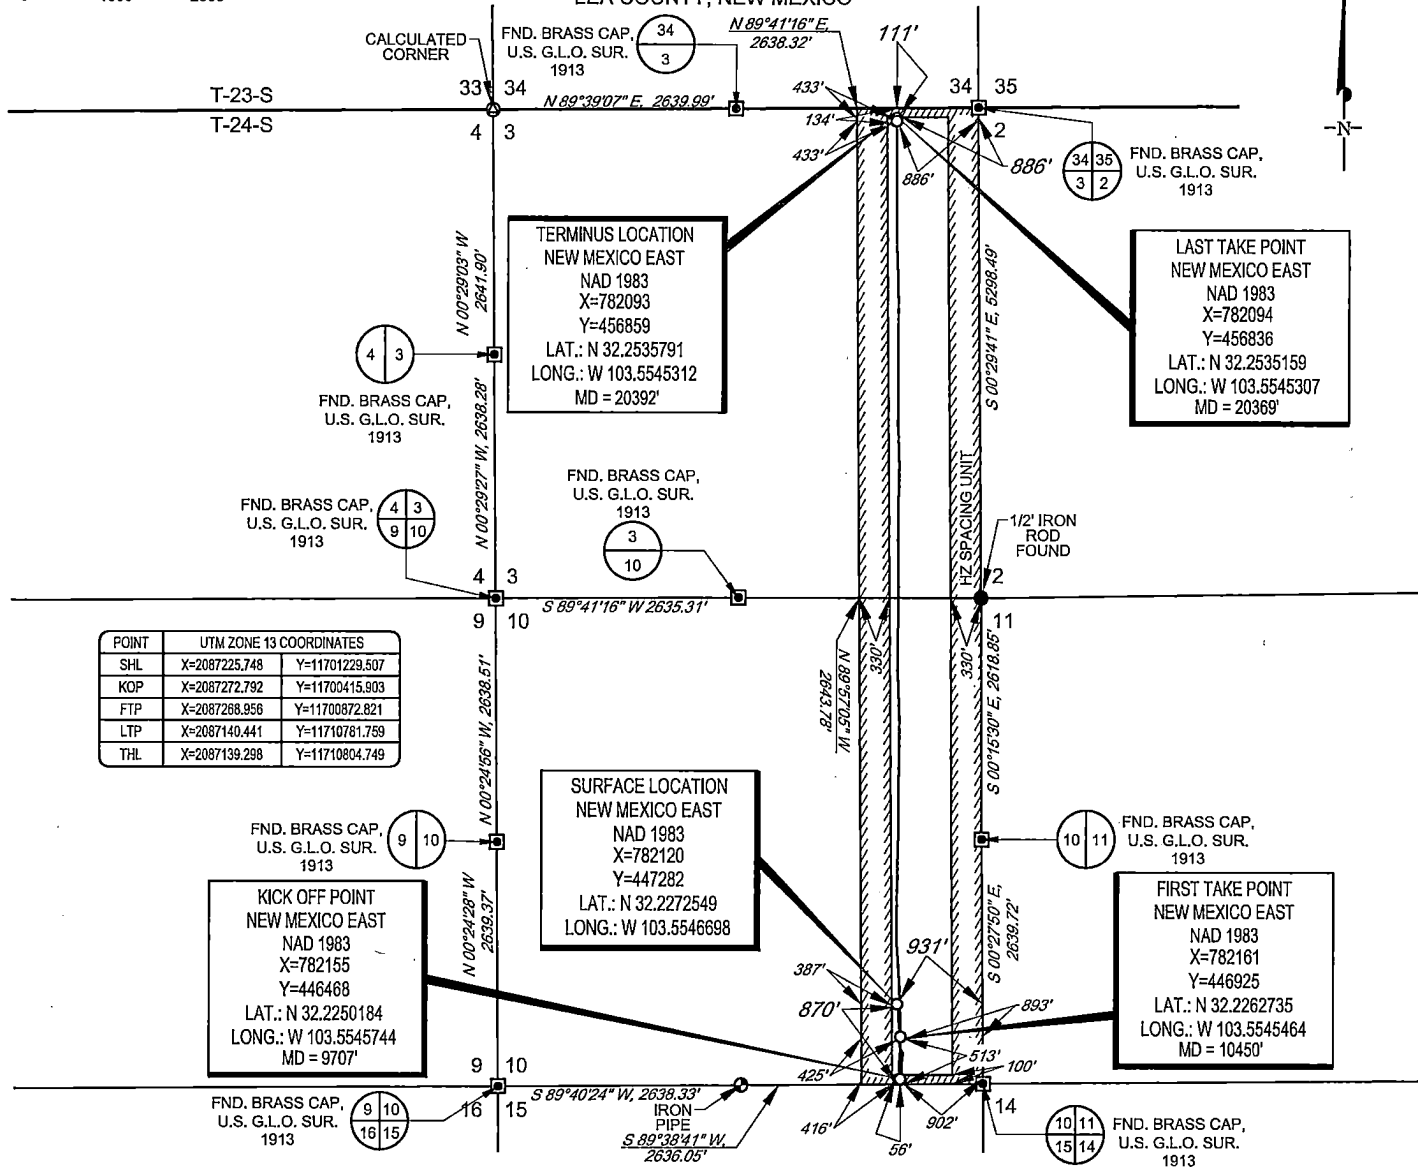 LEA COUNTY, NEW MEXICO
CALCULATED
CORNER
FND. BRASS CAP,
U.S. G.L.O. SUR.
1913
34
3
N 89°41'16" E,
2638.32'
111'
T-23-S
T-24-S
33
34
4
3
N 89°39'07" E, 2639.99'
433'
134'
433'
886'
886'
34
35
2
34
35
3
2
FND. BRASS CAP,
U.S. G.L.O. SUR.
1913
-N-
TERMINUS LOCATION
NEW MEXICO EAST
NAD 1983
X=782093
Y=456859
LAT.: N 32.2535791
LONG.: W 103.5545312
MD = 20392'
LAST TAKE POINT
NEW MEXICO EAST
NAD 1983
X=782094
Y=456836
LAT.: N 32.2535159
LONG.: W 103.5545307
MD = 20369'
N 00°29'03" W
2641.90'
S 00°29'41" E, 5298.49'
4
3
FND. BRASS CAP,
U.S. G.L.O. SUR.
1913
N 00°29'27" W, 2638.28'
FND. BRASS CAP,
U.S. G.L.O. SUR.
1913
4
3
9
10
FND. BRASS CAP,
U.S. G.L.O. SUR.
1913
3
10
HZ SPACING UNIT
1/2' IRON
ROD
FOUND
4
3
9
10
S 89°41'16" W 2635.31'
2
11
330'
330'
N 89°57'05" W
2643.78'
POINT UTM ZONE 13 COORDINATES
SHL X=2087225.748 Y=11701229.507
KOP X=2087272.792 Y=11700415.903
FTP X=2087268.956 Y=11700872.821
LTP X=2087140.441 Y=11710781.759
THL X=2087139.298 Y=11710804.749
N 00°24'56" W, 2638.51'
S 00°15'30" E, 2618.85'
SURFACE LOCATION
NEW MEXICO EAST
NAD 1983
X=782120
Y=447282
LAT.: N 32.2272549
LONG.: W 103.5546698
FND. BRASS CAP,
U.S. G.L.O. SUR.
1913
9
10
10
11
FND. BRASS CAP,
U.S. G.L.O. SUR.
1913
KICK OFF POINT
NEW MEXICO EAST
NAD 1983
X=782155
Y=446468
LAT.: N 32.2250184
LONG.: W 103.5545744
MD = 9707'
FIRST TAKE POINT
NEW MEXICO EAST
NAD 1983
X=782161
Y=446925
LAT.: N 32.2262735
LONG.: W 103.5545464
MD = 10450'
N 00°24'28" W
2639.37'
S 00°27'50" E,
2639.72'
387'
931'
870'
893'
425'
513'
100'
9
10
16
15
S 89°40'24" W, 2638.33'
IRON
PIPE
S 89°38'41" W,
2636.05'
416'
56'
902'
14
FND. BRASS CAP,
U.S. G.L.O. SUR.
1913
9
10
16
15
10
11
15
14
FND. BRASS CAP,
U.S. G.L.O. SUR.
1913